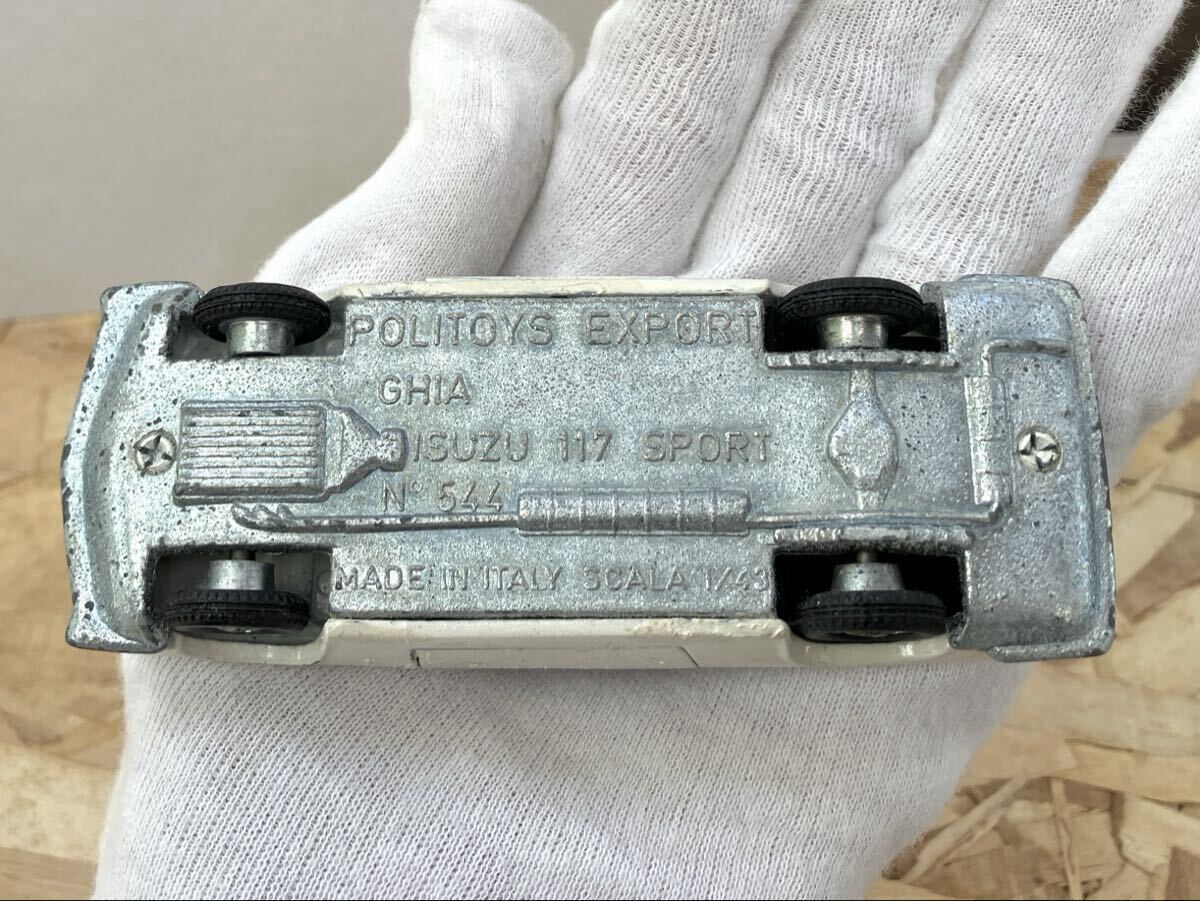 POLITOYS EXPORT
GHIA
ISUZU 117 SPORT
N° 544
MADE IN ITALY SCALA 1/43